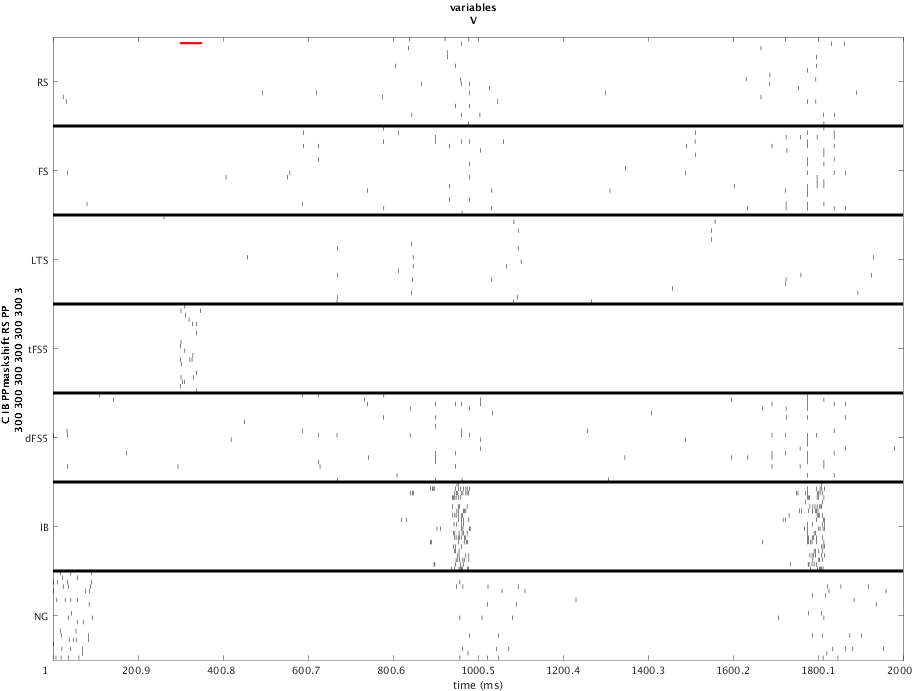 variables
V
RS
FS
LTS
tFS5
dFS5
IB
NG
C IB PPmaskshift RS PP
300 300 300 300 300 300 3
1 200.9 400.8 600.7 800.6 1000.5 1200.4 1400.3 1600.2 1800.1 2000
time (ms)